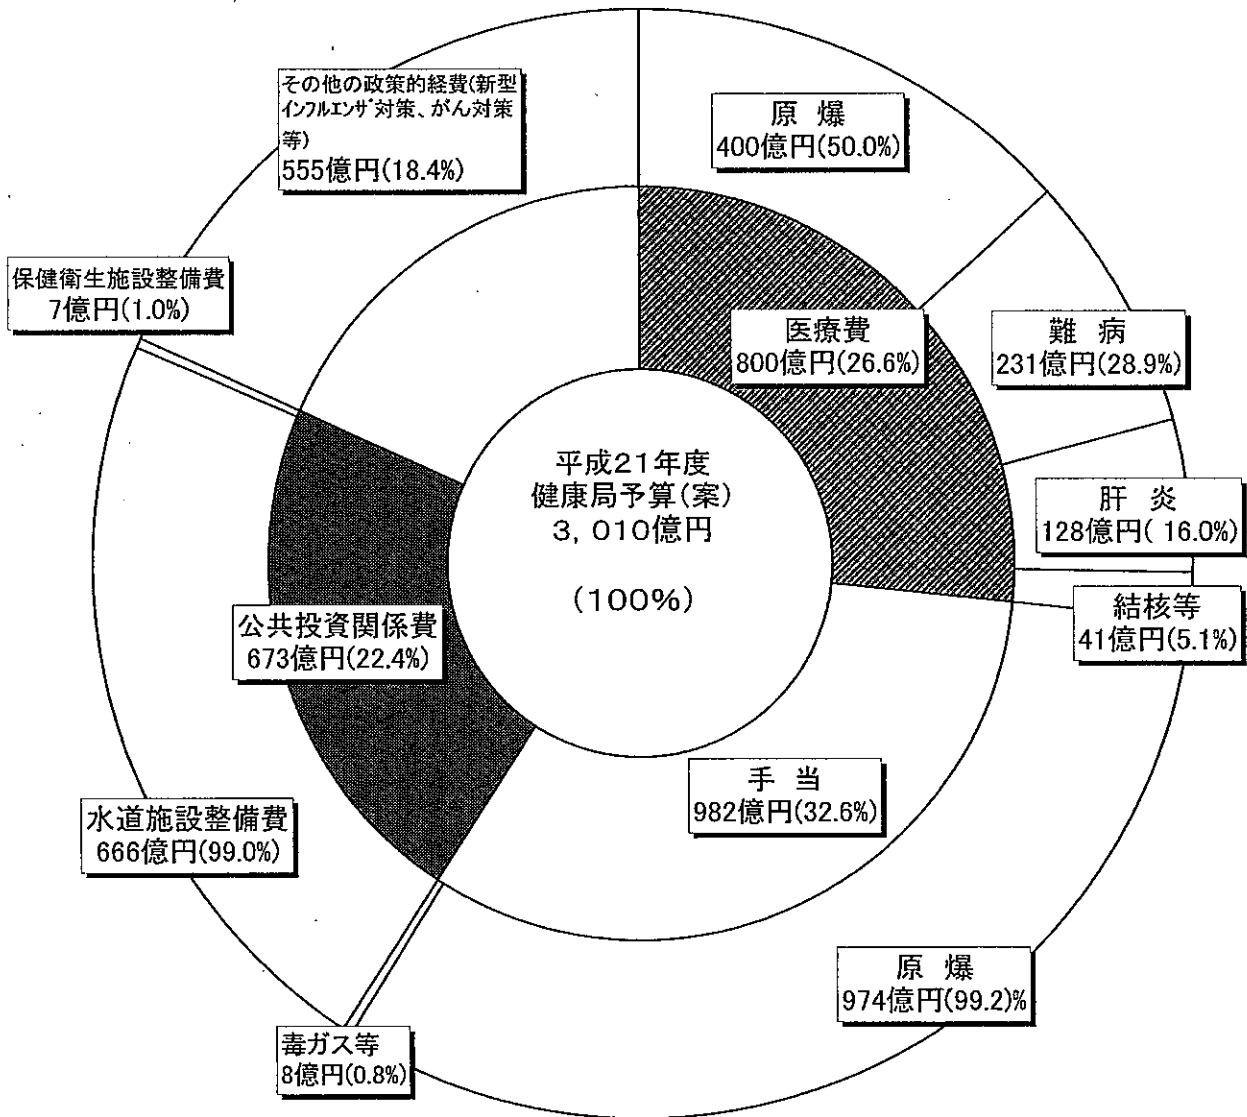 その他の政策的経費(新型
インフルエンザ対策、がん対策
等)
555億円(18.4%)
原 爆
400億円(50.0%)
保健衛生施設整備費
7億円(1.0%)
医療費
800億円(26.6%)
難 病
231億円(28.9%)
平成21年度
健康局予算(案)
3,010億円
(100%)
肝 炎
128億円( 16.0%)
結核等
41億円(5.1%)
公共投資関係費
673億円(22.4%)
手 当
982億円(32.6%)
水道施設整備費
666億円(99.0%)
原 爆
974億円(99.2)%
毒ガス等
8億円(0.8%)